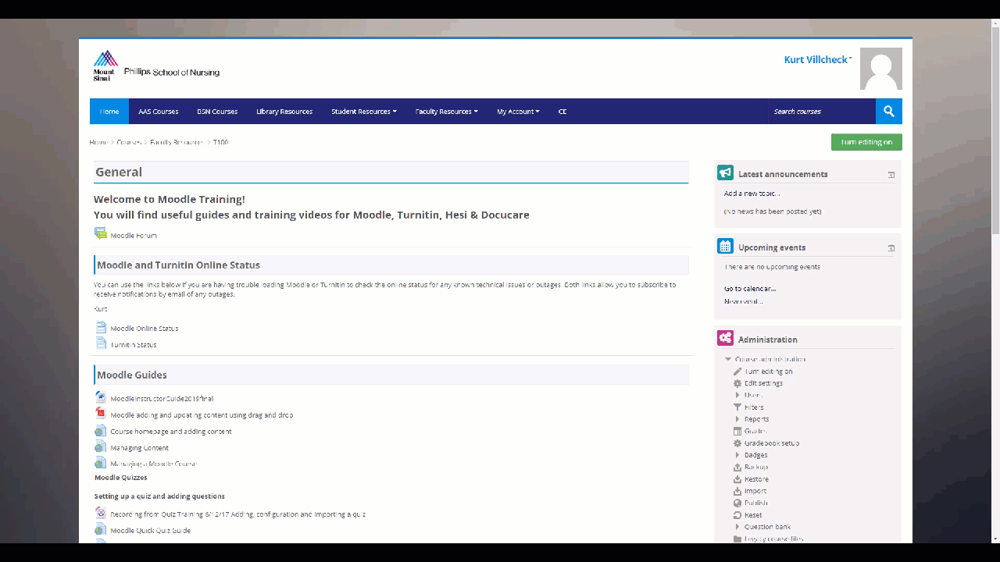 Kurt Villcheck
Mount
Sinai
Phillips School of Nursing
Home AAS Courses BSN Courses Library Resources Student Resources Faculty Resources My Account CE Search courses
Home Courses Faculty Resources T100 Turn editing on
General
Welcome to Moodle Training!
You will find useful guides and training videos for Moodle, Turnitin, Hesi & Docucare
Moodle Forum
Moodle and Turnitin Online Status
You can use the links below if you are having trouble loading Moodle or Turnitin to check the online status for any known technical issues or outages. Both links allow you to subscribe to
receive notifications by email of any outages.
Kurt
Moodle Online Status
Turnitin Status
Moodle Guides
MoodleInstructorGuide2019final
Moodle adding and updating content using drag and drop
Course homepage and adding content
Managing Content
Managing a Moodle Course
Moodle Quizzes
Setting up a quiz and adding questions
Recording from Quiz Training 6/12/17 Adding, configuration and importing a quiz
Moodle Quick Quiz Guide
Latest announcements
Add a new topic...
(No news has been posted yet)
Upcoming events
There are no upcoming events
Go to calendar...
New event...
Administration
Course administration
Turn editing on
Edit settings
Users
Filters
Reports
Grades
Gradebook setup
Badges
Backup
Restore
Import
Publish
Reset
Question bank
Legacy course files